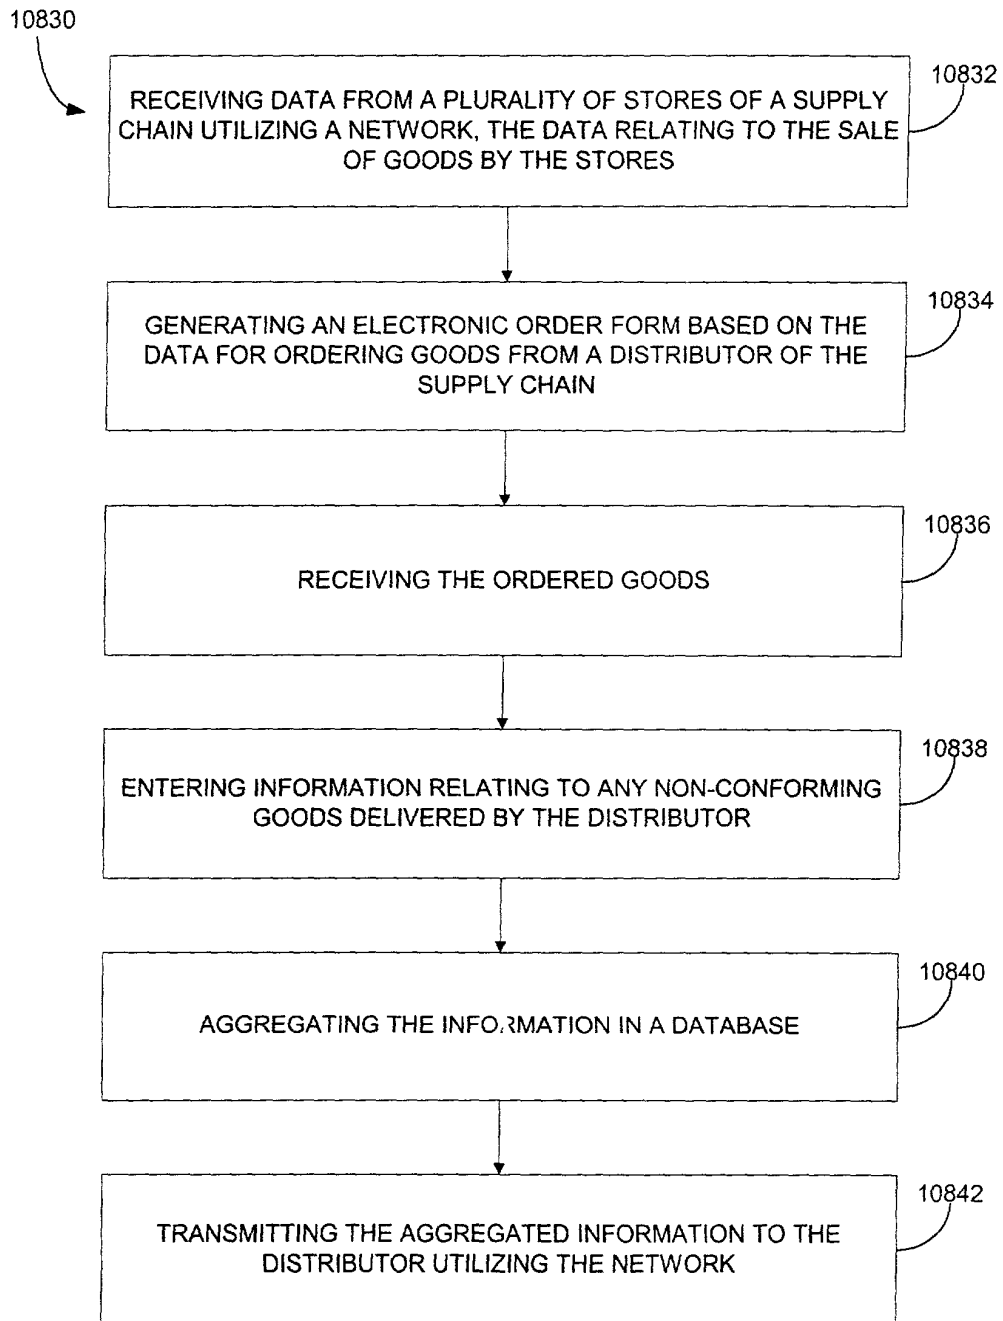 10830
10832
RECEIVING DATA FROM A PLURALITY OF STORES OF A SUPPLY
CHAIN UTILIZING A NETWORK, THE DATA RELATING TO THE SALE
OF GOODS BY THE STORES
10834
GENERATING AN ELECTRONIC ORDER FORM BASED ON THE
DATA FOR ORDERING GOODS FROM A DISTRIBUTOR OF THE
SUPPLY CHAIN
10836
RECEIVING THE ORDERED GOODS
10838
ENTERING INFORMATION RELATING TO ANY NON-CONFORMING
GOODS DELIVERED BY THE DISTRIBUTOR
10840
AGGREGATING THE INFORMATION IN A DATABASE
10842
TRANSMITTING THE AGGREGATED INFORMATION TO THE
DISTRIBUTOR UTILIZING THE NETWORK